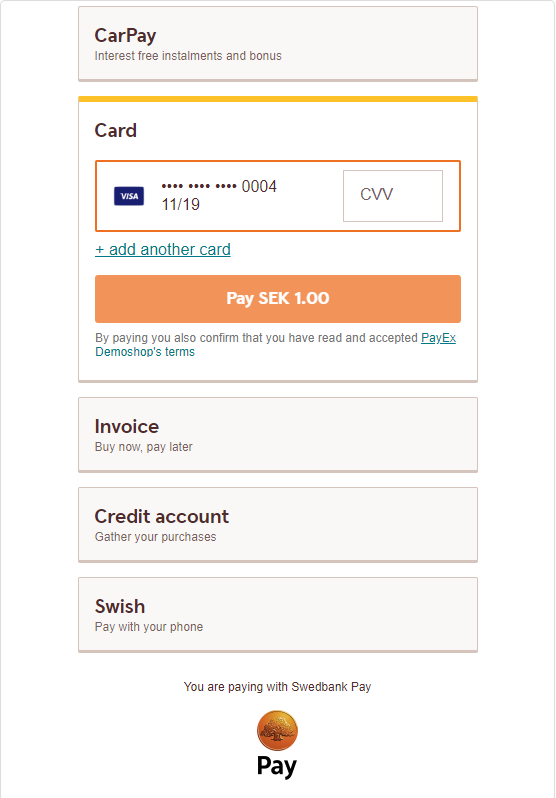 CarPay
Interest free instalments and bonus
Card
VISA
•••• •••• •••• 0004
11/19
CVV
+ add another card
Pay SEK 1.00
By paying you also confirm that you have read and accepted PayEx
Demoshop's terms
Invoice
Buy now, pay later
Credit account
Gather your purchases
Swish
Pay with your phone
You are paying with Swedbank Pay
Pay